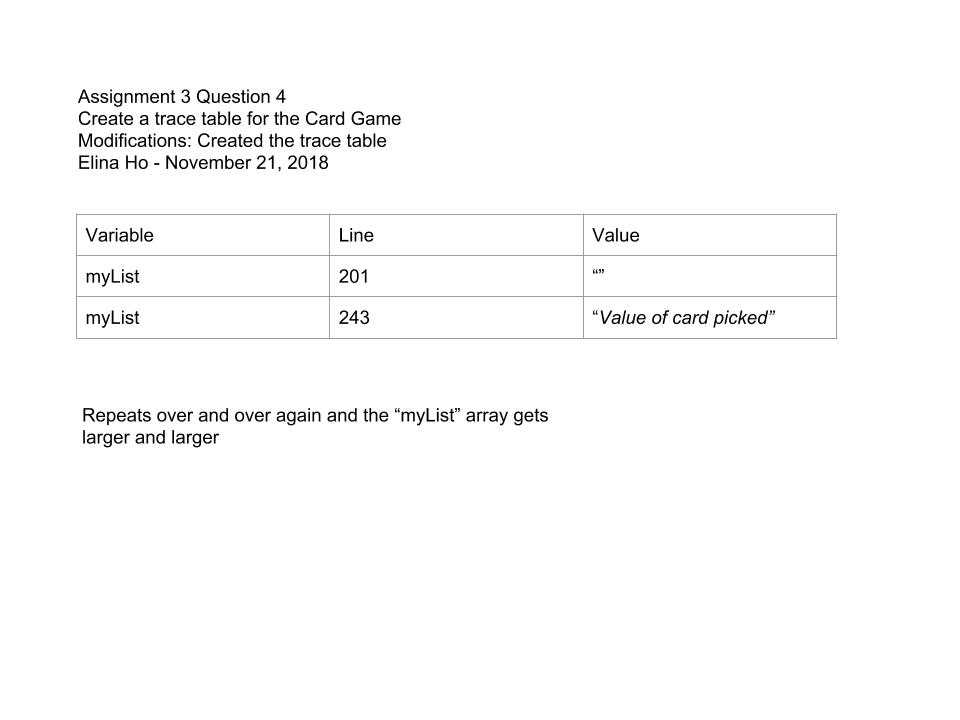 Assignment 3 Question 4
Create a trace table for the Card Game
Modifications: Created the trace table
Elina Ho - November 21, 2018
Variable Line Value
myList 201 “”
myList 243 “Value of card picked”
Repeats over and over again and the “myList” array gets
larger and larger